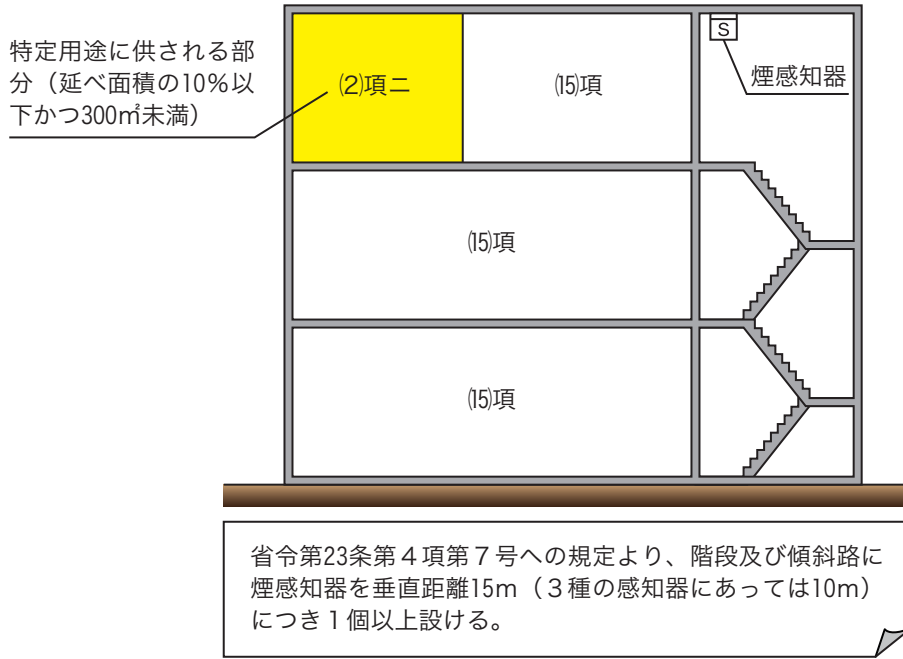 特定用途に供される部
分（延べ面積の10%以
下かつ300㎡未満）
⑵項ニ
⒂項
S
煙感知器
⒂項
⒂項
省令第23条第４項第７号への規定より、階段及び傾斜路に
煙感知器を垂直距離15m（３種の感知器にあっては10m）
につき１個以上設ける。